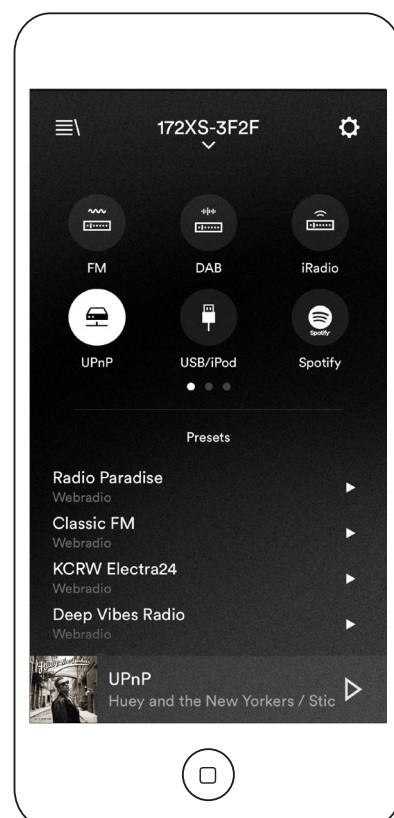 172XS-3F2F
FM DAB iRadio
Spotify
UPnP USB/iPod Spotify
Presets
Radio Paradise
Webradio
Classic FM
Webradio
KCRW Electra24
Webradio
Deep Vibes Radio
Webradio
UPnP
Huey and the New Yorkers / Stic